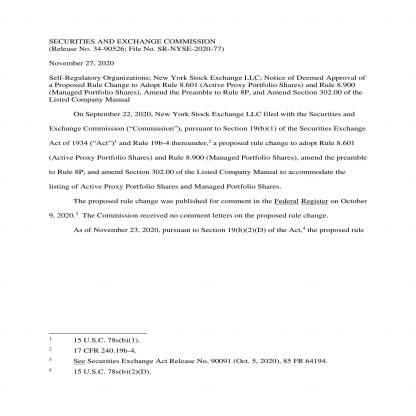 SECURITIES AND EXCHANGE COMMISSION
(Release No. 34-90526; File No. SR-NYSE-2020-77)
November 27, 2020
Self-Regulatory Organizations; New York Stock Exchange LLC; Notice of Deemed Approval of
a Proposed Rule Change to Adopt Rule 8.601 (Active Proxy Portfolio Shares) and Rule 8.900
(Managed Portfolio Shares), Amend the Preamble to Rule 8P, and Amend Section 302.00 of the
Listed Company Manual
On September 22, 2020, New York Stock Exchange LLC filed with the Securities and
Exchange Commission (“Commission”), pursuant to Section 19(b)(1) of the Securities Exchange
Act of 1934 (“Act”)1 and Rule 19b-4 thereunder,2 a proposed rule change to adopt Rule 8.601
(Active Proxy Portfolio Shares) and Rule 8.900 (Managed Portfolio Shares), amend the preamble
to Rule 8P, and amend Section 302.00 of the Listed Company Manual to accommodate the
listing of Active Proxy Portfolio Shares and Managed Portfolio Shares.
The proposed rule change was published for comment in the Federal Register on October
9, 2020.3 The Commission received no comment letters on the proposed rule change.
As of November 23, 2020, pursuant to Section 19(b)(2)(D) of the Act,4 the proposed rule
1 15 U.S.C. 78s(b)(1).
2 17 CFR 240.19b-4.
3 See Securities Exchange Act Release No. 90091 (Oct. 5, 2020), 85 FR 64194.
4 15 U.S.C. 78s(b)(2)(D).